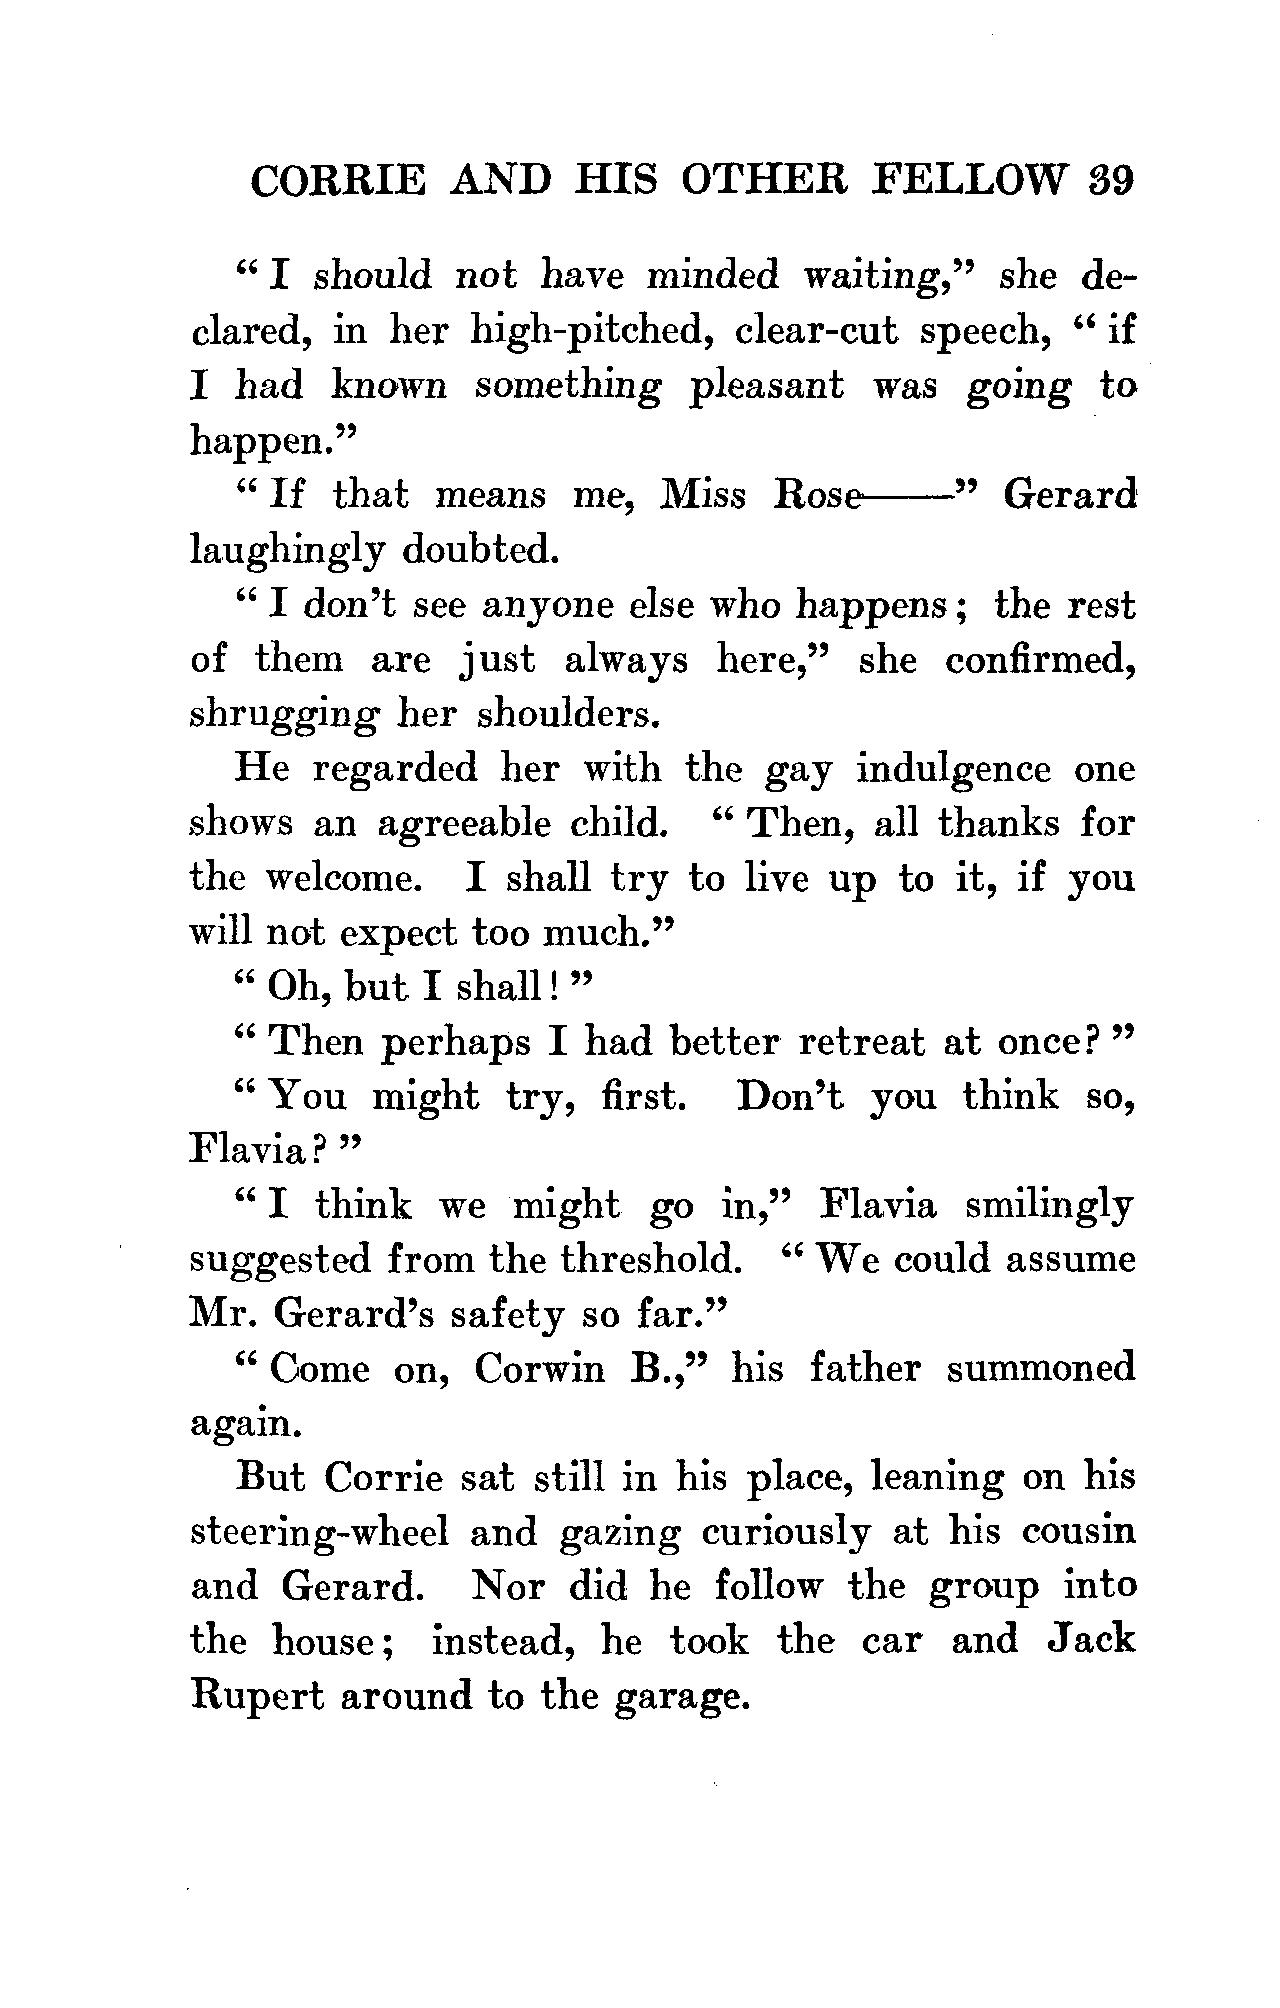 CORRIE AND HIS OTHER FELLOW 39
“ I should not have minded waiting,” she de-
clared, in her high-pitched, clear-cut speech, “ if
I had known something pleasant was going to
happen.”
“ If that means me, Miss Rose——” Gerard
laughingly doubted.
“ I don’t see anyone else who happens ; the rest
of them are just always here,” she confirmed,
shrugging her shoulders.
He regarded her with the gay indulgence one
shows an agreeable child. “ Then, all thanks for
the welcome. I shall try to live up to it, if you
will not expect too much.”
“ Oh, but I shall ! ”
“ Then perhaps I had better retreat at once? ”
“ You might try, first. Don’t you think so,
Flavia? ”
“ I think we might go in,” Flavia smilingly
suggested from the threshold. “ We could assume
Mr. Gerard’s safety so far.”
“ Come on, Corwin B.,” his father summoned
again.
But Corrie sat still in his place, leaning on his
steering-wheel and gazing curiously at his cousin
and Gerard. Nor did he follow the group into
the house ; instead, he took the car and Jack
Rupert around to the garage.